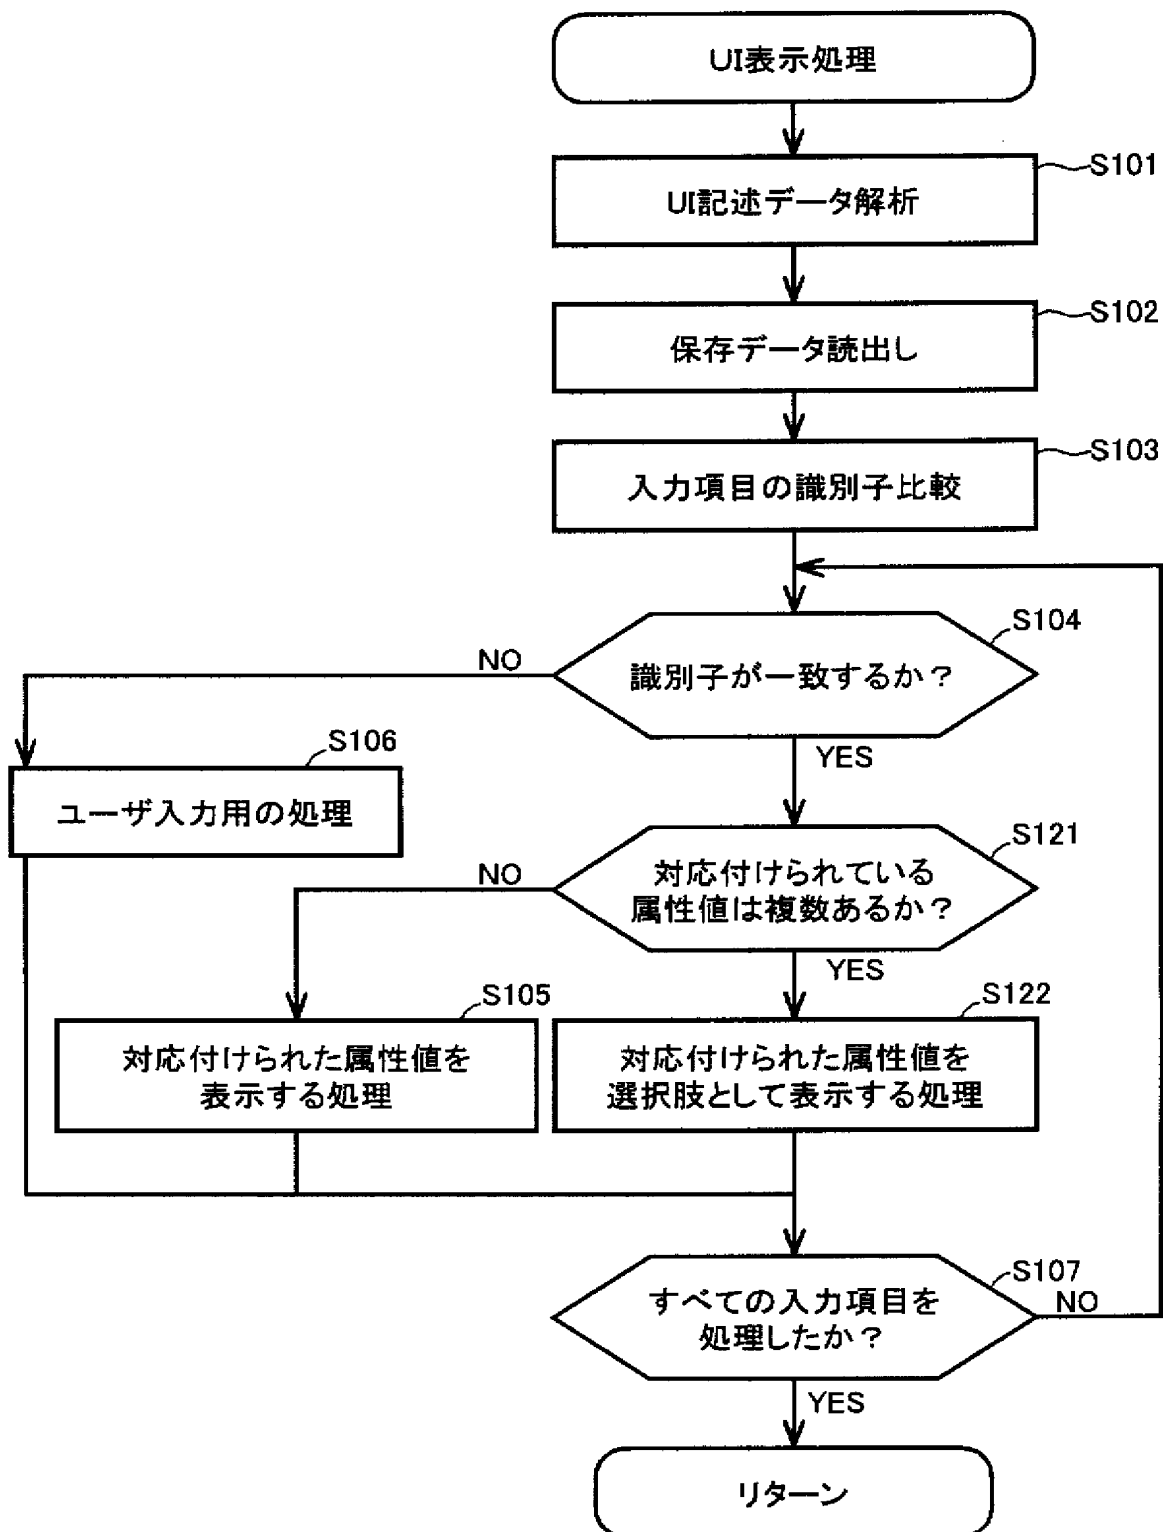 UI表示処理
S101
UI記述データ解析
S102
保存データ読出し
S103
入力項目の識別子比較
S104
識別子が一致するか?
NO
YES
S106
ユーザ入力用の処理
S121
対応付けられている
属性値は複数あるか?
NO
YES
S105
対応付けられた属性値を
表示する処理
S122
対応付けられた属性値を
選択肢として表示する処理
S107
すべての入力項目を
処理したか?
NO
YES
リターン